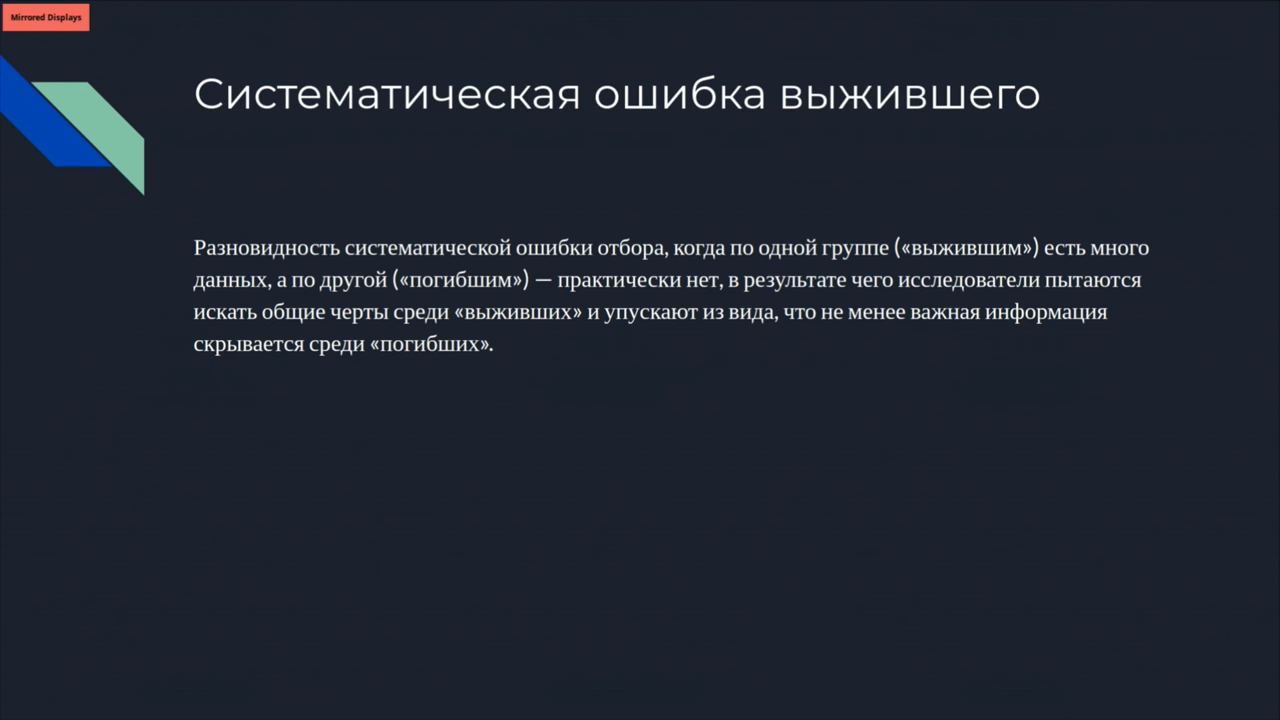 Mirrored Displays
Систематическая ошибка выжившего
Разновидность систематической ошибки отбора, когда по одной группе («выжившим») есть много
данных, а по другой («погибшим») — практически нет, в результате чего исследователи пытаются
искать общие черты среди «выживших» и упускают из вида, что не менее важная информация
скрывается среди «погибших».